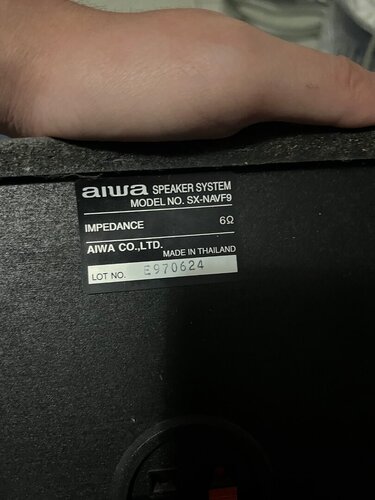 aiwa SPEAKER SYSTEM
MODEL NO. SX-NAVF9
IMPEDANCE 6Ω
AIWA CO.,LTD.
MADE IN THAILAND
LOT NO. E970624